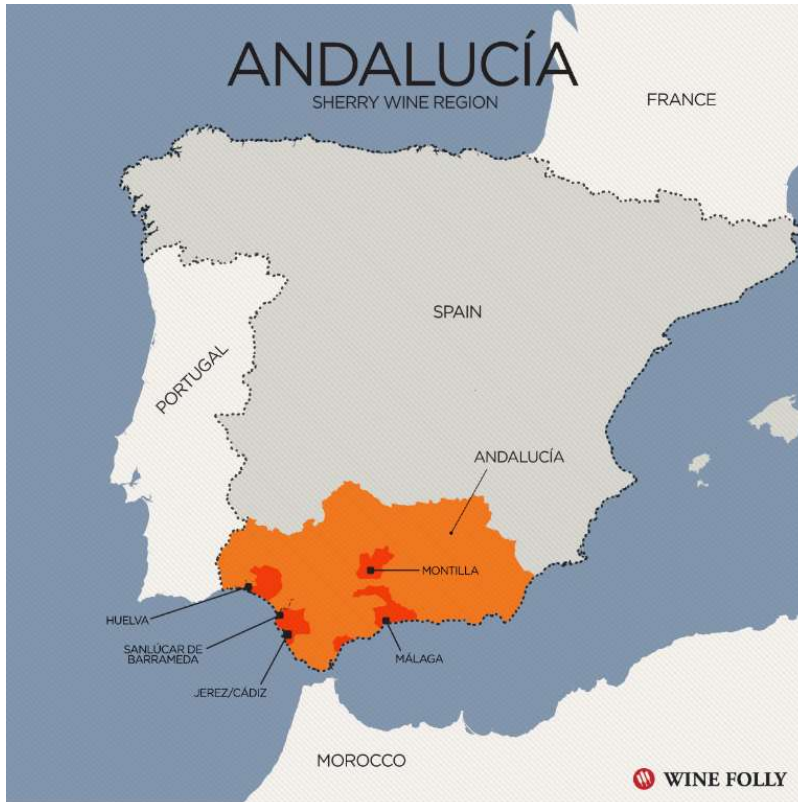 ANDALUCÍA
SHERRY WINE REGION
FRANCE
SPAIN
PORTUGAL
ANDALUCÍA
MONTILLA
HUELVA
SANLÚCAR DE
BARRAMEDA
MÁLAGA
JEREZ/CÁDIZ
MOROCCO
WINE FOLLY